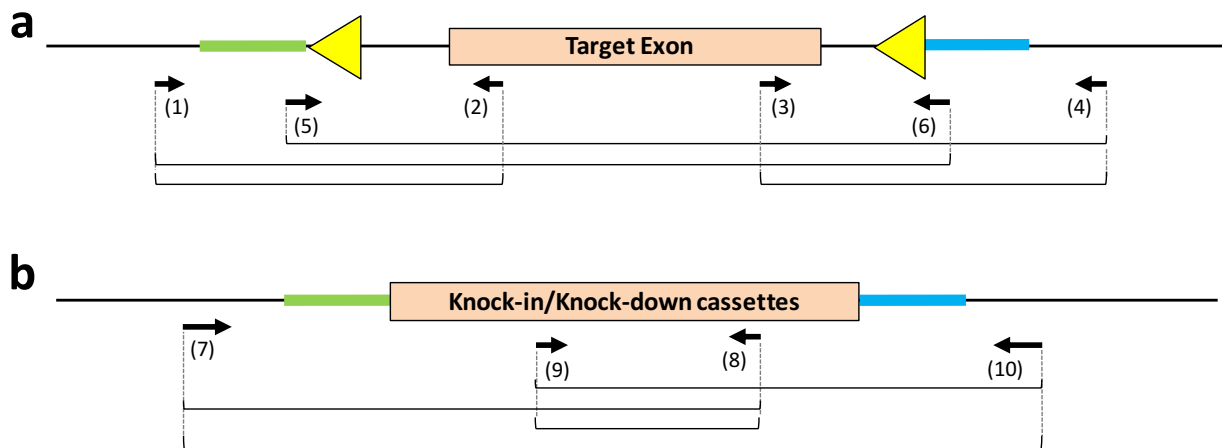 a
Target Exon
(1) (5) (2) (3) (6) (4)
b
Knock-in/Knock-down cassettes
(7) (9) (8) (10)